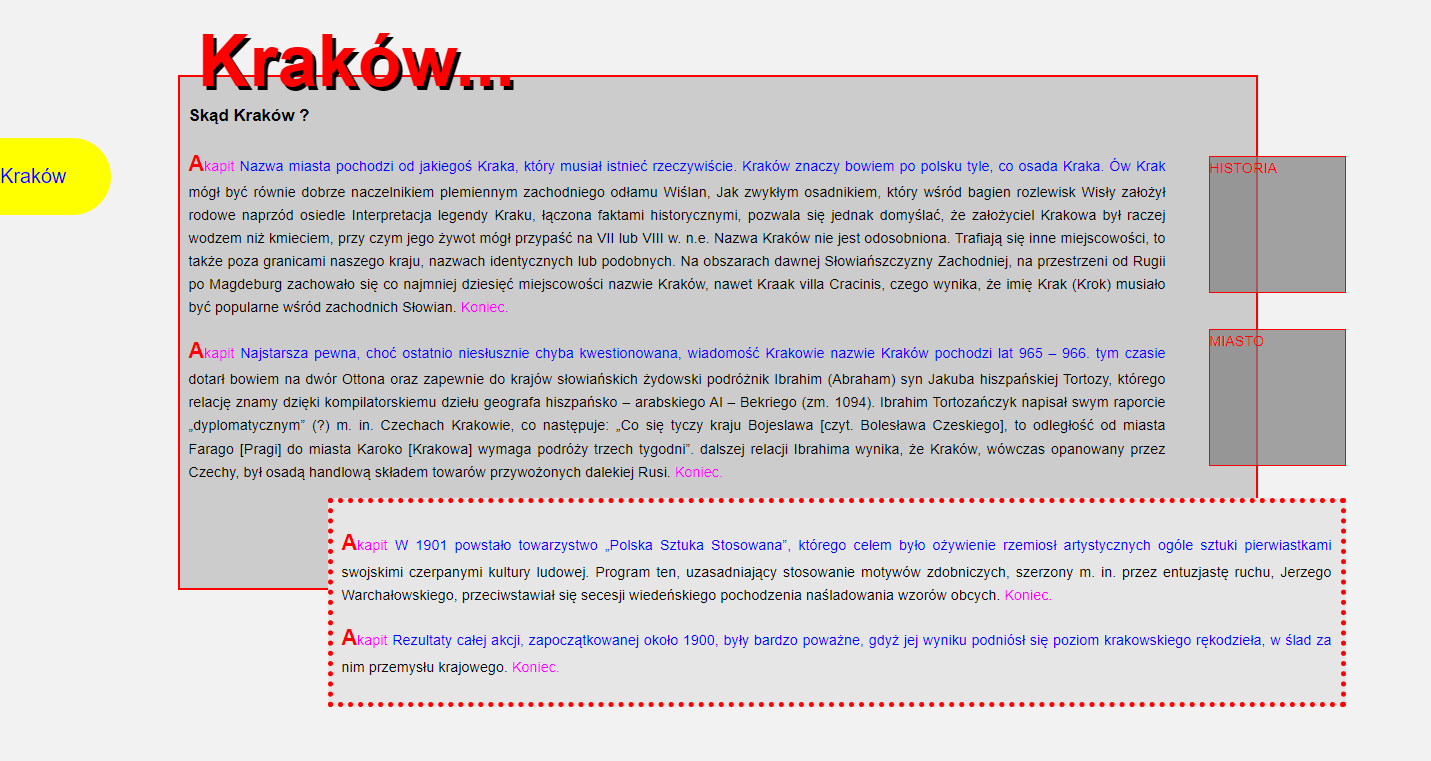 Kraków...
Skąd Kraków ?
Kraków
Akapit Nazwa miasta pochodzi od jakiegoś Kraka, który musiał istnieć rzeczywiście. Kraków znaczy bowiem po polsku tyle, co osada Kraka. Ów Krak
mógł być równie dobrze naczelnikiem plemiennym zachodniego odłamu Wiślan, Jak zwykłym osadnikiem, który wśród bagien rozlewisk Wisły założył
rodowe naprzód osiedle Interpretacja legendy Kraku, łączona faktami historycznymi, pozwala się jednak domyślać, że założyciel Krakowa był raczej
wodzem niż kmieciem, przy czym jego żywot mógł przypaść na VII lub VIII w. n.e. Nazwa Kraków nie jest odosobniona. Trafiają się inne miejscowości, to
także poza granicami naszego kraju, nazwach identycznych lub podobnych. Na obszarach dawnej Słowiańszczyzny Zachodniej, na przestrzeni od Rugii
po Magdeburg zachowało się co najmniej dziesięć miejscowości nazwie Kraków, nawet Kraak villa Cracinis, czego wynika, że imię Krak (Krok) musiało
być popularne wśród zachodnich Słowian. Koniec.
HISTORIA
Akapit Najstarsza pewna, choć ostatnio niesłusznie chyba kwestionowana, wiadomość Krakowie nazwie Kraków pochodzi lat 965 – 966. tym czasie
dotarł bowiem na dwór Ottona oraz zapewnie do krajów słowiańskich żydowski podróżnik Ibrahim (Abraham) syn Jakuba hiszpańskiej Tortozy, którego
relację znamy dzięki kompilatorskiemu dziełu geografa hiszpańsko – arabskiego AI – Bekriego (zm. 1094). Ibrahim Tortozańczyk napisał swym raporcie
„dyplomatycznym” (?) m. in. Czechach Krakowie, co następuje: „Co się tyczy kraju Bojeslawa [czyt. Bolesława Czeskiego], to odległość od miasta
Farago [Pragi] do miasta Karoko [Krakowa] wymaga podróży trzech tygodni”. dalszej relacji Ibrahima wynika, że Kraków, wówczas opanowany przez
Czechy, był osadą handlową składem towarów przywożonych dalekiej Rusi. Koniec.
MIASTO
Akapit W 1901 powstało towarzystwo „Polska Sztuka Stosowana”, którego celem było ożywienie rzemiosł artystycznych ogóle sztuki pierwiastkami
swojskimi czerpanymi kultury ludowej. Program ten, uzasadniający stosowanie motywów zdobniczych, szerzony m. in. przez entuzjastę ruchu, Jerzego
Warchałowskiego, przeciwstawiał się secesji wiedeńskiego pochodzenia naśladowania wzorów obcych. Koniec.
Akapit Rezultaty całej akcji, zapoczątkowanej około 1900, były bardzo poważne, gdyż jej wyniku podniósł się poziom krakowskiego rękodzieła, w ślad za
nim przemysłu krajowego. Koniec.